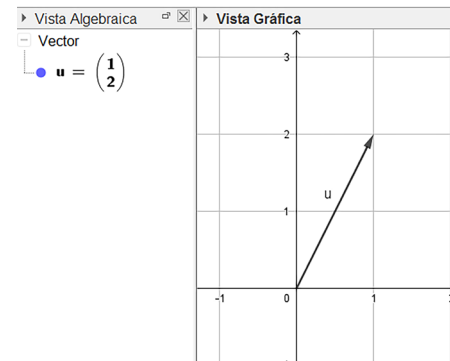 Vista Algebraica
Vector
u = (1 2)
Vista Gráfica
3
2
u
1
-1 0 1